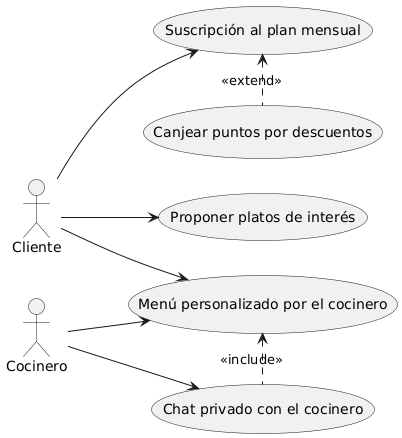 Suscripción al plan mensual
«extend»
Canjear puntos por descuentos
Proponer platos de interés
Cliente
Menú personalizado por el cocinero
«include»
Cocinero
Chat privado con el cocinero